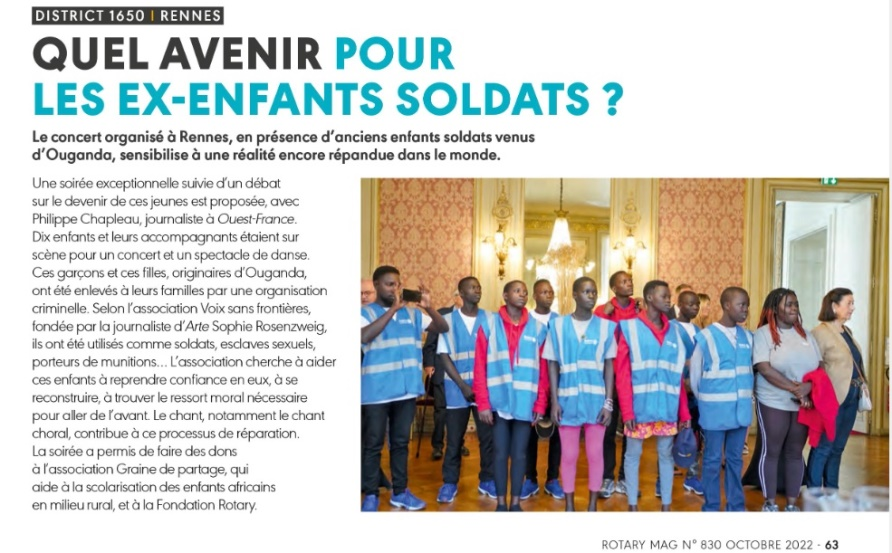 DISTRICT 1650 I RENNES
QUEL AVENIR POUR
LES EX-ENFANTS SOLDATS ?
Le concert organisé à Rennes, en présence d’anciens enfants soldats venus
d’Ouganda, sensibilise à une réalité encore répandue dans le monde.
Une soirée exceptionnelle suivie d’un débat
sur le devenir de ces jeunes est proposée, avec
Philippe Chapleau, journaliste à Ouest-France.
Dix enfants et leurs accompagnants étaient sur
scène pour un concert et un spectacle de danse.
Ces garçons et ces filles, originaires d’Ouganda,
ont été enlevés à leurs familles par une organisation
criminelle. Selon l’association Voix sans frontières,
fondée par la journaliste d’Arte Sophie Rosenzweig,
ils ont été utilisés comme soldats, esclaves sexuels,
porteurs de munitions… L’association cherche à aider
ces enfants à reprendre confiance en eux, à se
reconstruire, à trouver le ressort moral nécessaire
pour aller de l’avant. Le chant, notamment le chant
choral, contribue à ce processus de réparation.
La soirée a permis de faire des dons
à l’association Graine de partage, qui
aide à la scolarisation des enfants africains
en milieu rural, et à la Fondation Rotary.
ROTARY MAG N° 830 OCTOBRE 2022 - 63